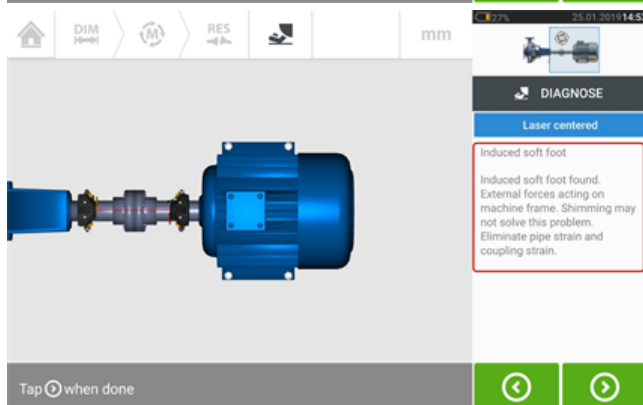 DIM
M
RES
mm
27%
25.01.2019 14:53
DIAGNOSE
Laser centered
Induced soft foot
Induced soft foot found.
External forces acting on
machine frame. Shimming may
not solve this problem.
Eliminate pipe strain and
coupling strain.
Tap when done